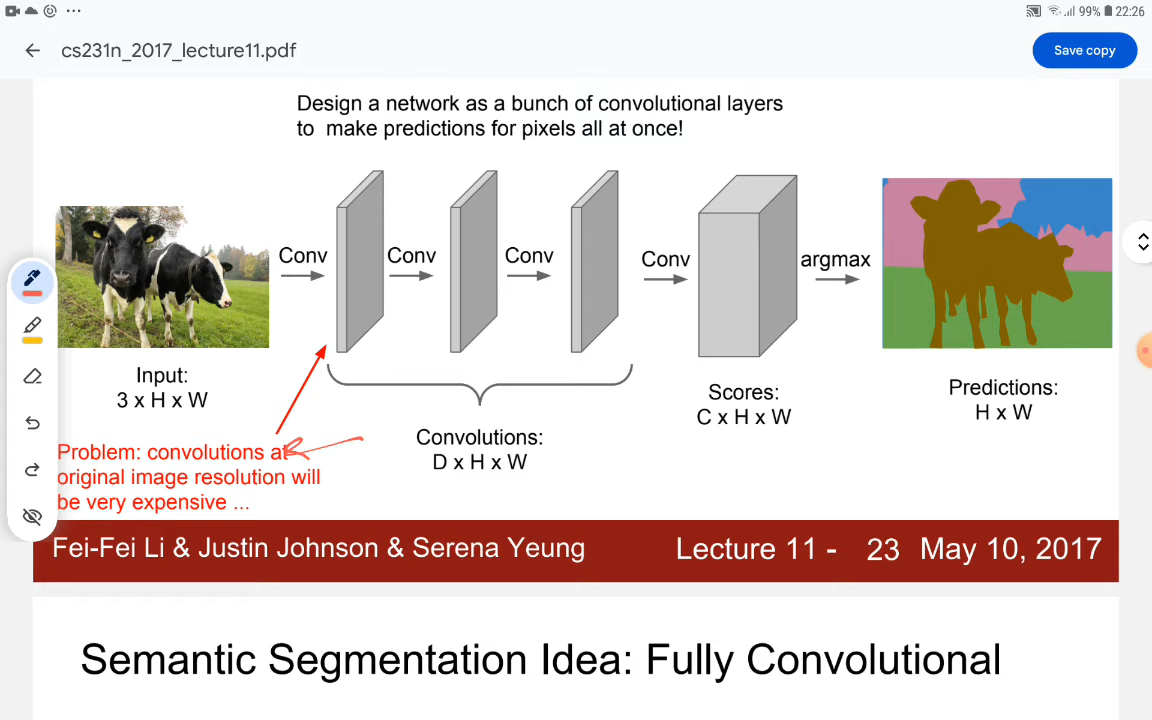 99% 22:26
cs231n_2017_lecture11.pdf
Save copy
Design a network as a bunch of convolutional layers
to make predictions for pixels all at once!
Conv
Conv
Conv
Conv
argmax
Input:
3 x H x W
Convolutions:
D x H x W
Scores:
C x H x W
Predictions:
H x W
Problem: convolutions at
original image resolution will
be very expensive ...
Fei-Fei Li & Justin Johnson & Serena Yeung
Lecture 11 - 23 May 10, 2017
Semantic Segmentation Idea: Fully Convolutional